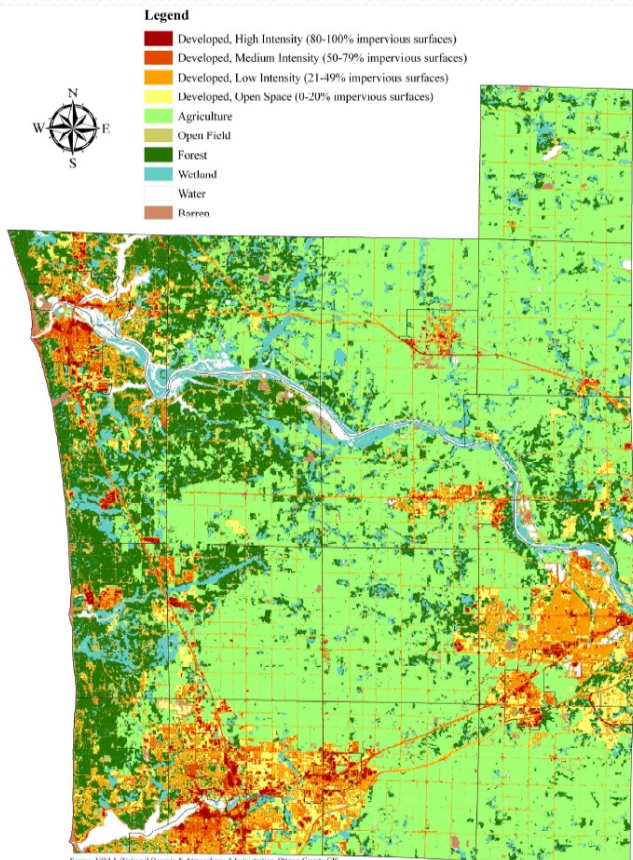 Legend
Developed, High Intensity (80-100% impervious surfaces)
Developed, Medium Intensity (50-79% impervious surfaces)
Developed, Low Intensity (21-49% impervious surfaces)
Developed, Open Space (0-20% impervious surfaces)
Agriculture
Open Field
Forest
Wetland
Water
Barren
N
W E
S